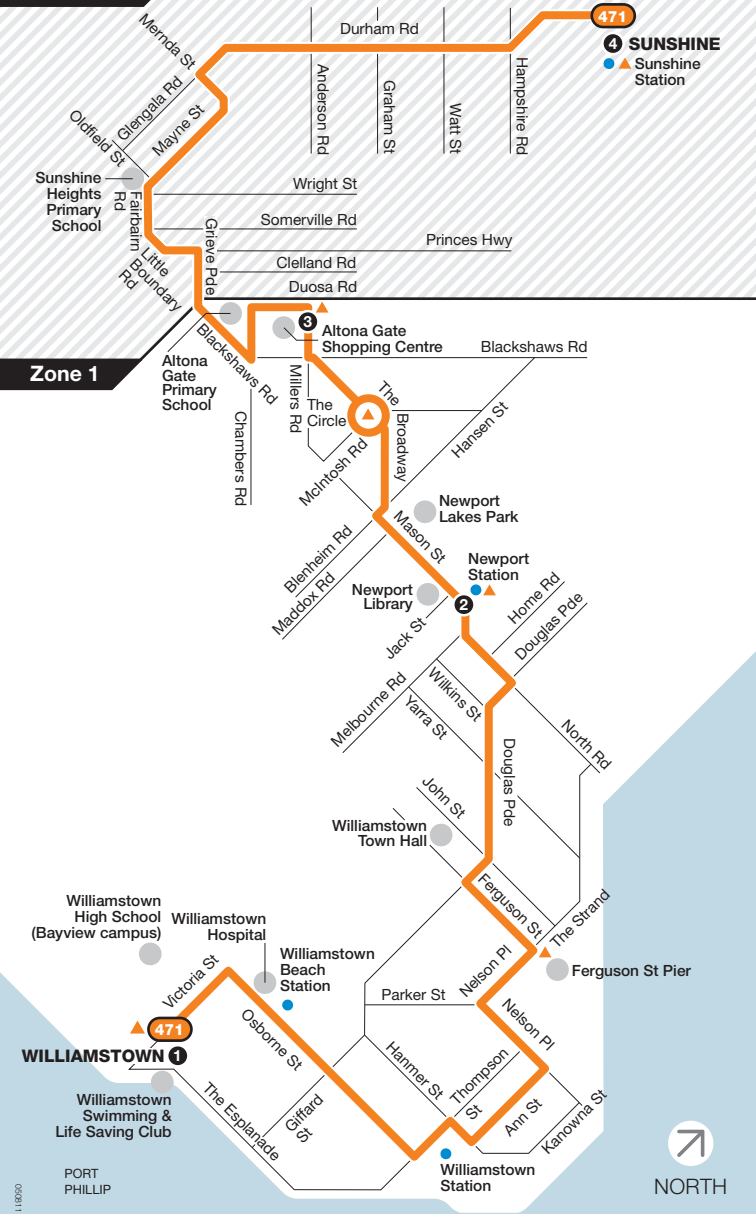 471
4 SUNSHINE
Sunshine
Station
Durham Rd
Mernda St
Anderson Rd
Graham St
Watt St
Hampshire Rd
Glengala Rd
Oldfield St
Mayne St
Sunshine
Heights
Primary
School
Fairbairn
Rd
Wright St
Somerville Rd
Grieve Pde
Princes Hwy
Little
Boundary
Rd
Clelland Rd
Duosa Rd
3
Altona Gate
Shopping Centre
Blackshaws Rd
Zone 1
Altona
Gate
Primary
School
Blackshaws Rd
Chambers Rd
Millers Rd
The
Circle
The
Broadway
Hansen St
McIntosh Rd
Newport
Lakes Park
Mason St
Blenheim Rd
Maddox Rd
Newport
Station
Newport
Library
2
Jack St
Home Rd
Douglas Pde
Melbourne Rd
Wilkins St
Yarra St
North Rd
Douglas Pde
John St
Williamstown
Town Hall
Ferguson St
The Strand
Williamstown
High School
(Bayview campus)
Williamstown
Hospital
Williamstown
Beach
Station
Nelson Pl
Ferguson St Pier
Victoria St
Parker St
Nelson Pl
471
WILLIAMSTOWN 1
Osborne St
Hanmer St
Thompson
St
Ann St
Kanowna St
Williamstown
Swimming &
Life Saving Club
The Esplanade
Giffard
St
Williamstown
Station
PORT
PHILLIP
NORTH
050811